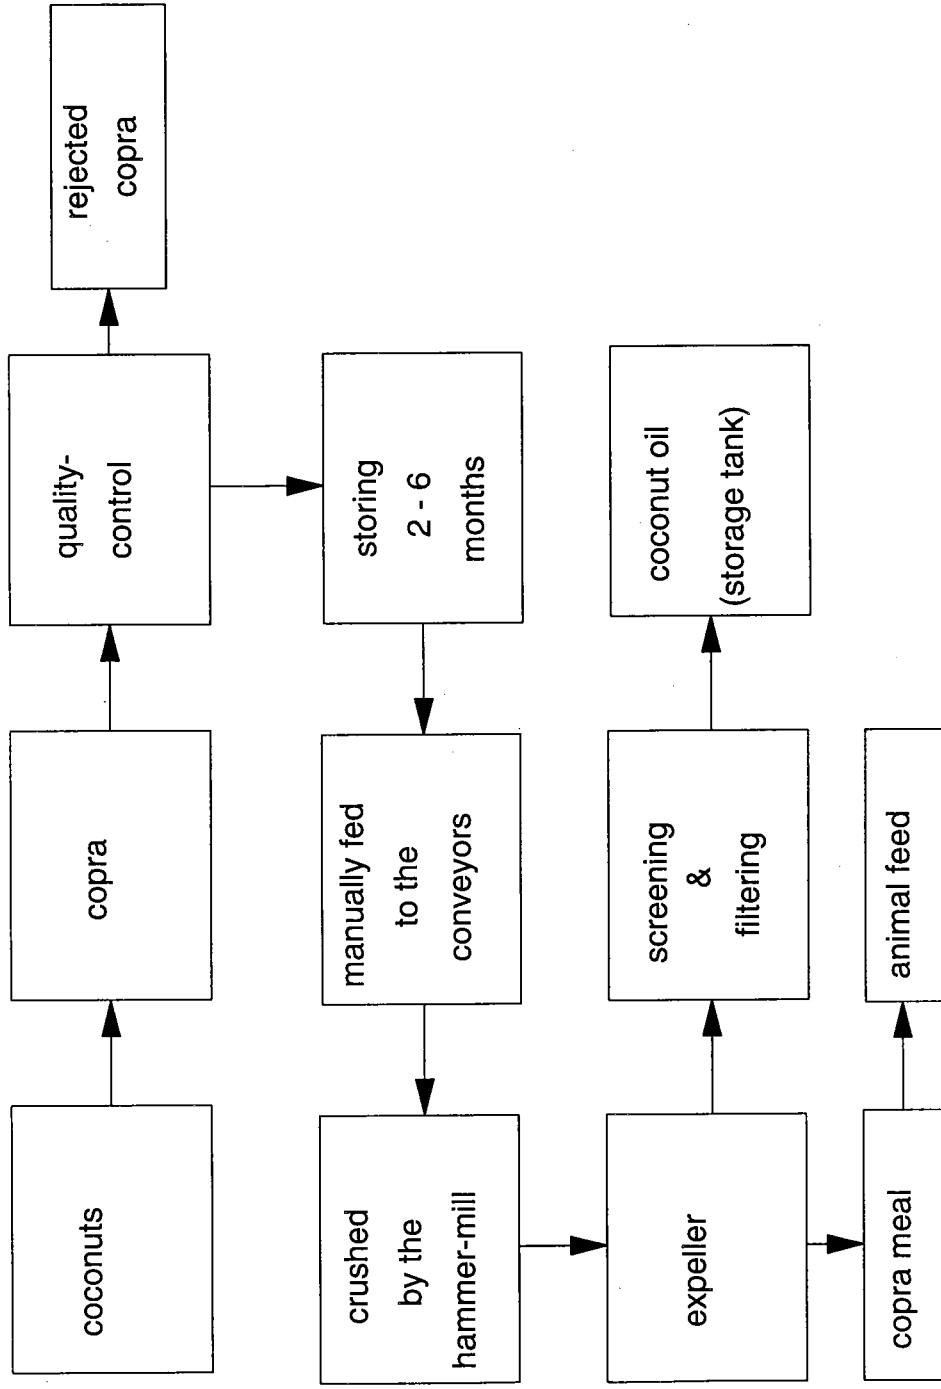 coconuts
copra
quality-
control
rejected
copra
storing
2 - 6
months
manually fed
to the
conveyors
crushed
by the
hammer-mill
expeller
screening
&
filtering
coconut oil
(storage tank)
copra meal
animal feed